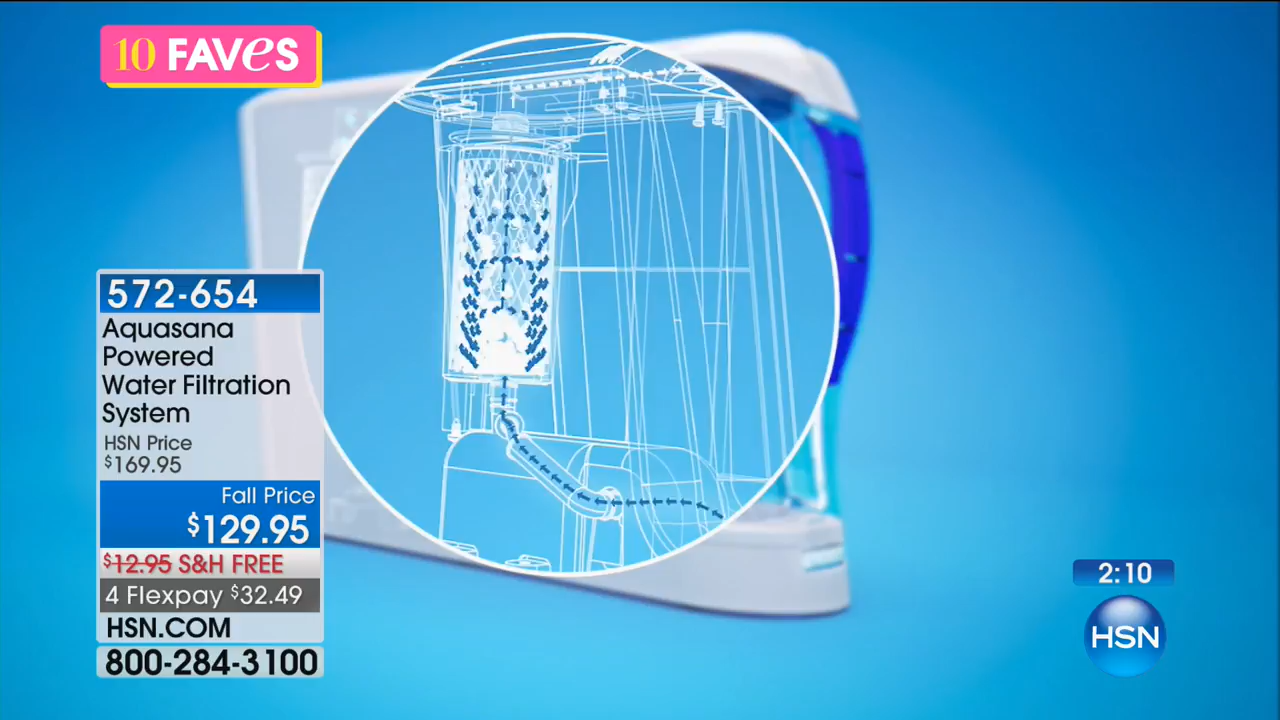 10 FAVeS
572-654
Aquasana
Powered
Water Filtration
System
HSN Price
$169.95
Fall Price
$129.95
$12.95 S&H FREE
4 Flexpay $32.49
HSN.COM
800-284-3100
2:10
HSN